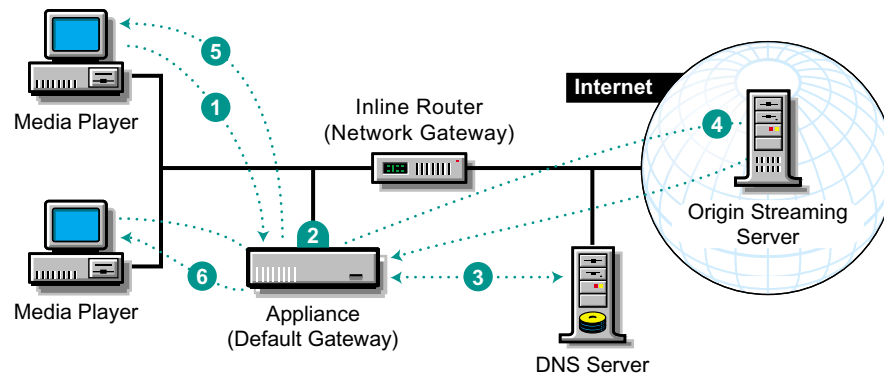 5
1
Media Player
Inline Router
(Network Gateway)
Internet
4
Origin Streaming
Server
2
3
6
Media Player
Appliance
(Default Gateway)
DNS Server